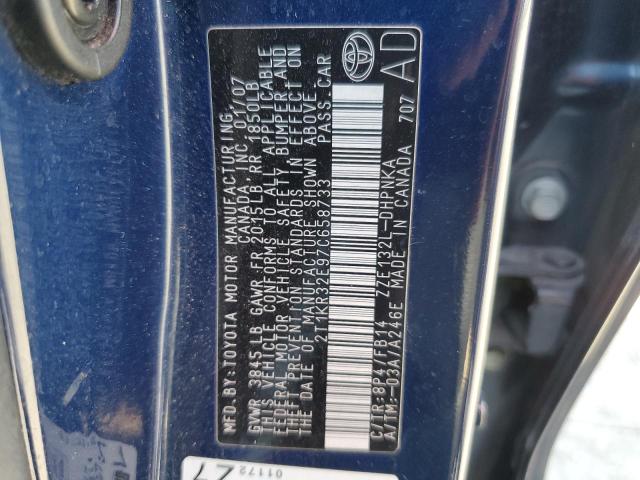 MFD.BY:TOYOTA MOTOR MANUFACTURING,
CANADA, INC. 01/07
GVWR 3845LB GAWR FR 2015LB RR 1850LB
THIS VEHICLE CONFORMS TO ALL APPLICABLE
FEDERAL MOTOR VEHICLE SAFETY, BUMPER AND
THEFT PREVENTION STANDARDS IN EFFECT ON
THE DATE OF MANUFACTURE SHOWN ABOVE.
2T1KR32E97C658733 PASS.CAR
C/TR:8P4/FB24 ZZE132L-DHPNKA
A/TM:-03A/A246E MADE IN CANADA 707
AD
01172